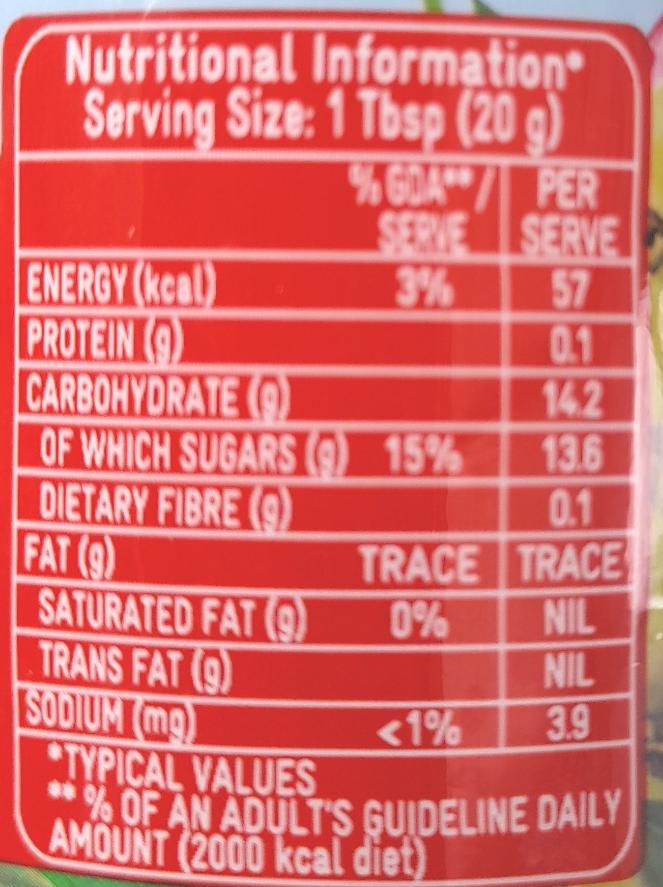 Nutritional Information*
Serving Size: 1 Tbsp (20 g)
% GDA**/ PER
SERVE SERVE
ENERGY (kcal) 3% 57
PROTEIN (g) 0.1
CARBOHYDRATE (g) 14.2
OF WHICH SUGARS (g) 15% 13.6
DIETARY FIBRE (g) 0.1
FAT (g) TRACE TRACE
SATURATED FAT (g) 0% NIL
TRANS FAT (g) NIL
SODIUM (mg) <1% 3.9
*TYPICAL VALUES
** % OF AN ADULT'S GUIDELINE DAILY
AMOUNT (2000 kcal diet)